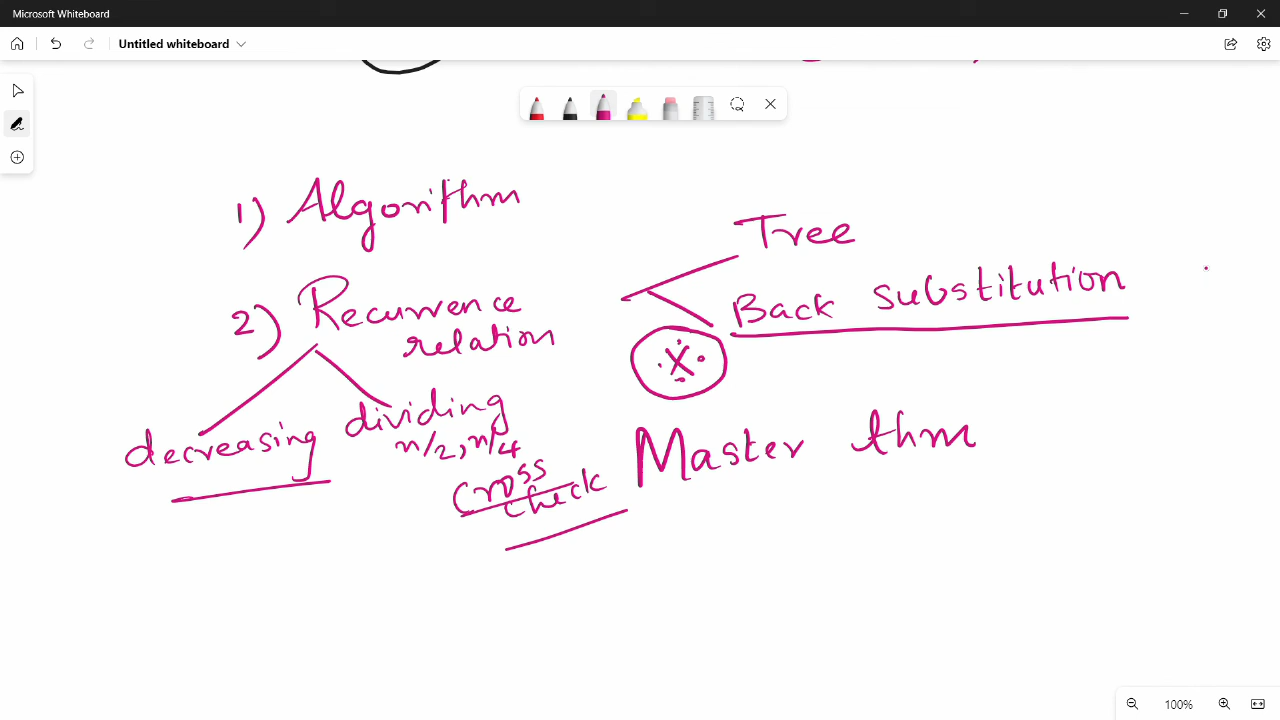 Microsoft Whiteboard
Untitled whiteboard
1) Algorithm
Tree
2) Recurrence relation
Back substitution
decreasing
dividing
n/2, n/4
Cross check
Master thm
100%